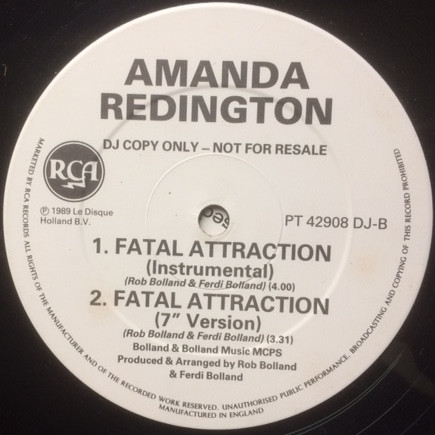 AMANDA
REDINGTON
DJ COPY ONLY – NOT FOR RESALE
RCA
℗ 1989 Le Disque
Holland B.V.
PT 42908 DJ-B
1. FATAL ATTRACTION
(Instrumental)
(Rob Bolland & Ferdi Bolland) (4.00)
2. FATAL ATTRACTION
(7" Version)
(Rob Bolland & Ferdi Bolland) (3.31)
Bolland & Bolland Music MCPS
Produced & Arranged by Rob Bolland
& Ferdi Bolland
MARKETED BY RCA RECORDS ALL RIGHTS OF THE MANUFACTURER AND OF THE RECORDED WORK RESERVED. UNAUTHORISED PUBLIC PERFORMANCE, BROADCASTING AND COPYING OF THIS RECORD PROHIBITED
MANUFACTURED IN ENGLAND